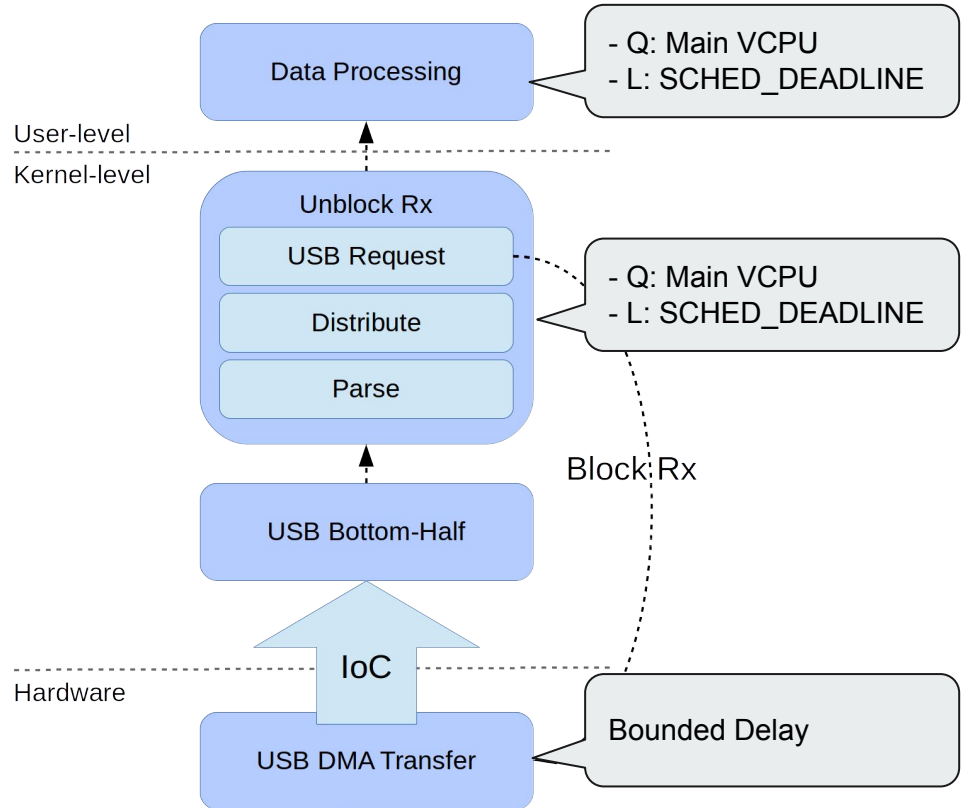 Data Processing
- Q: Main VCPU
- L: SCHED_DEADLINE
User-level
Kernel-level
Unblock Rx
USB Request
- Q: Main VCPU
- L: SCHED_DEADLINE
Distribute
Parse
Block Rx
USB Bottom-Half
IoC
Hardware
Bounded Delay
USB DMA Transfer